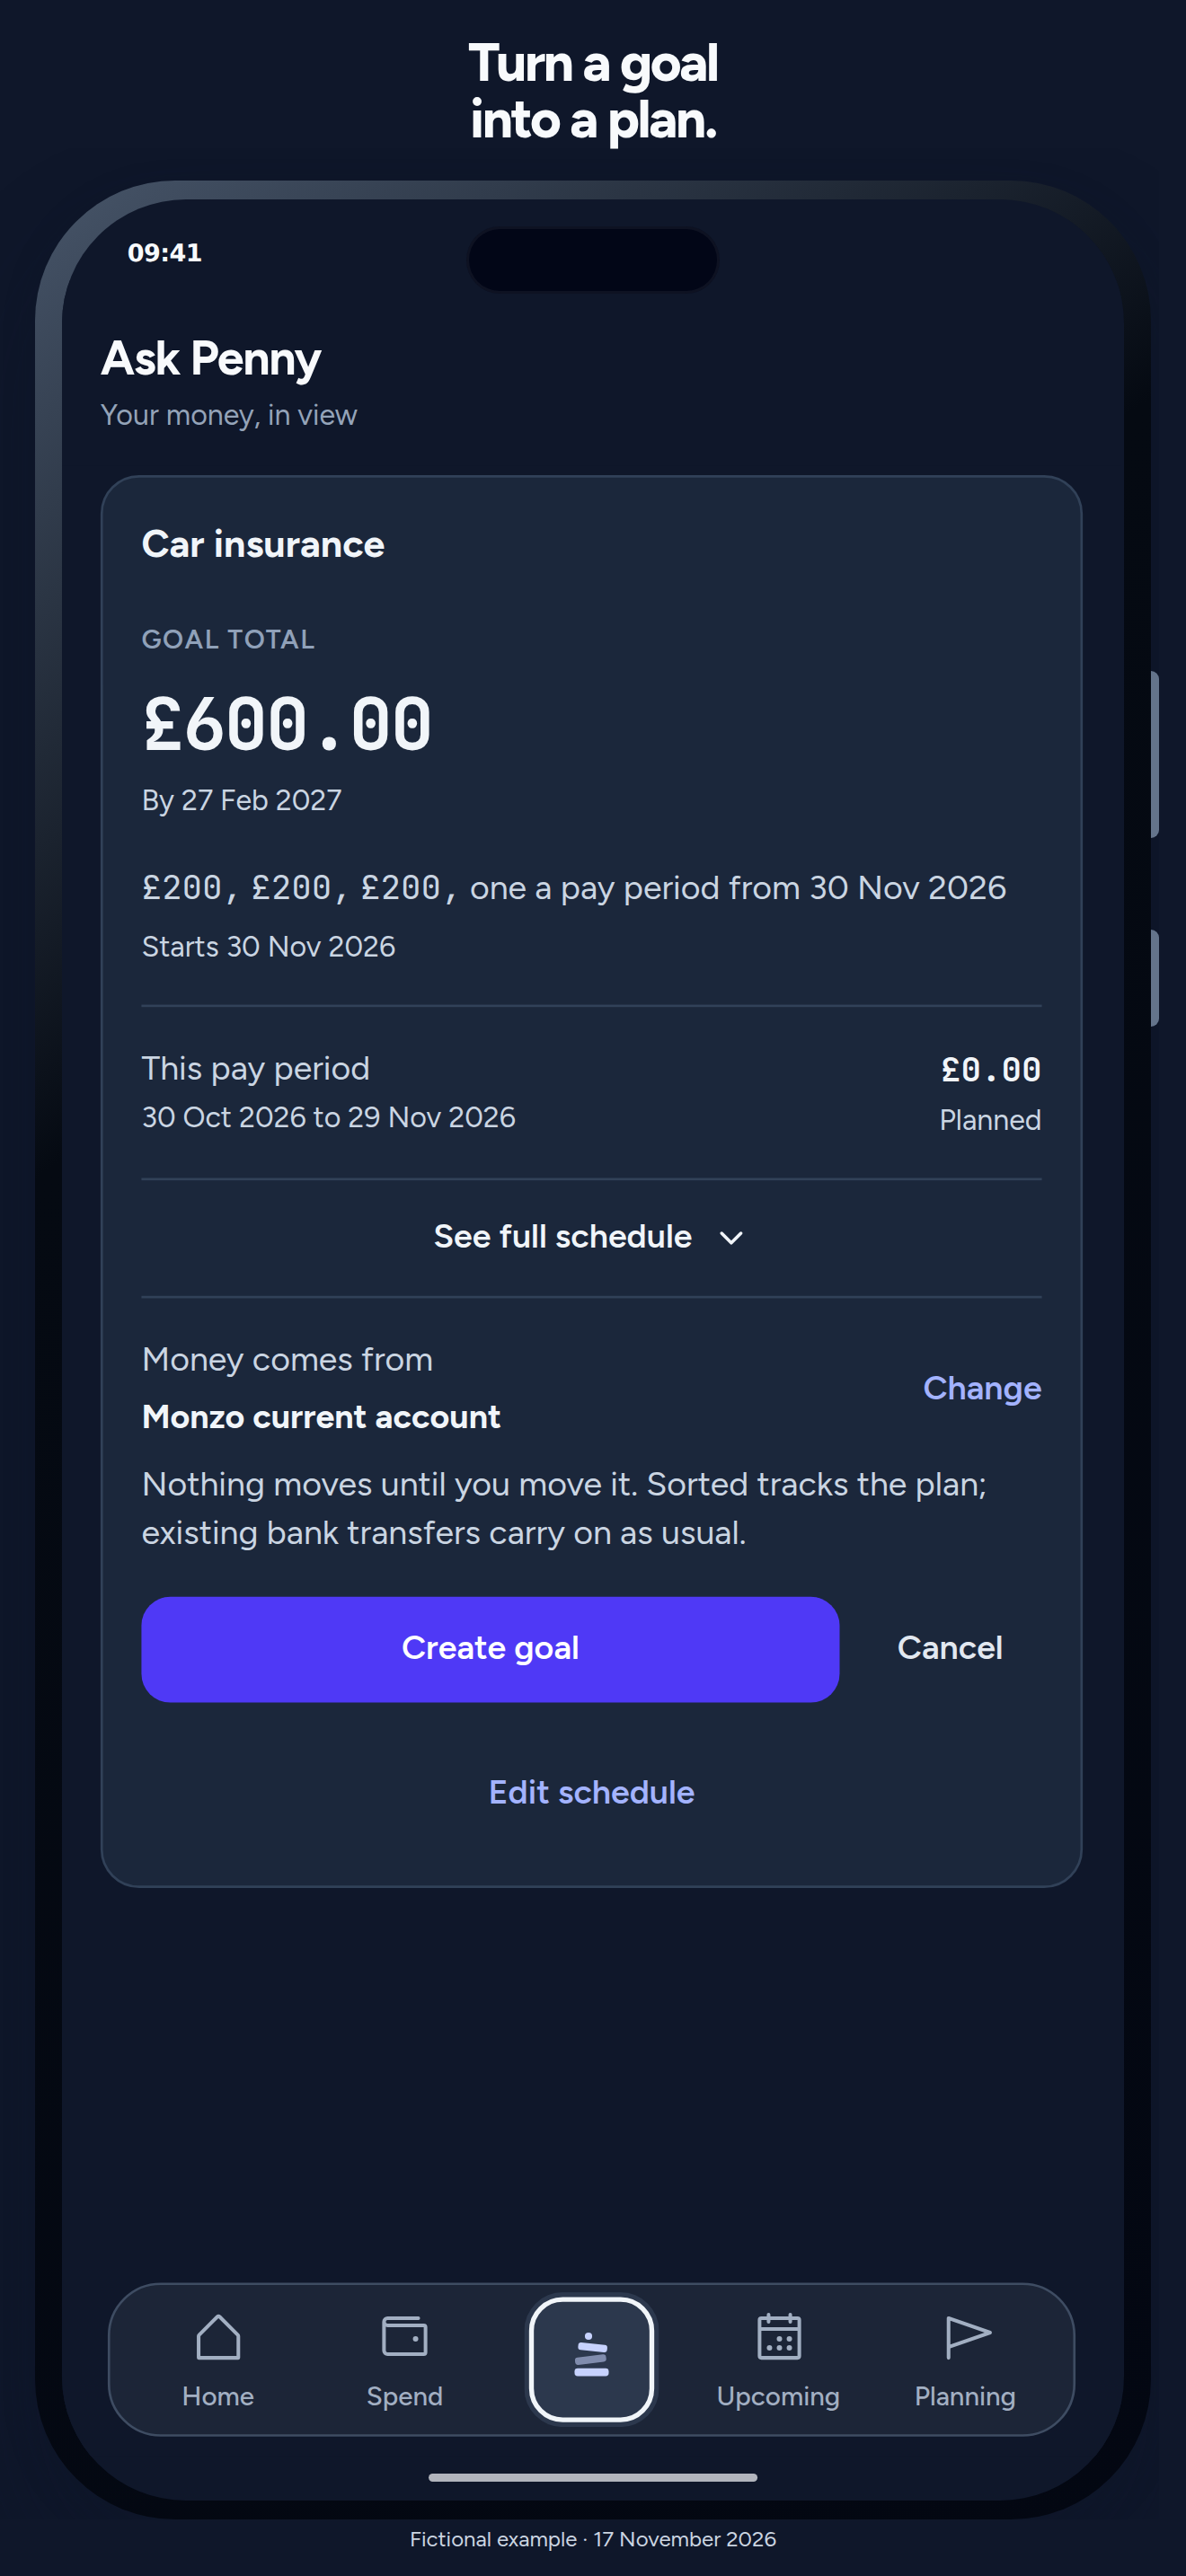 Turn a goal
into a plan.
09:41
Ask Penny
Your money, in view
Car insurance
GOAL TOTAL
£600.00
By 27 Feb 2027
£200, £200, £200, one a pay period from 30 Nov 2026
Starts 30 Nov 2026
This pay period
£0.00
30 Oct 2026 to 29 Nov 2026
Planned
See full schedule
Money comes from
Change
Monzo current account
Nothing moves until you move it. Sorted tracks the plan;
existing bank transfers carry on as usual.
Create goal
Cancel
Edit schedule
Home
Spend
Upcoming
Planning
Fictional example · 17 November 2026